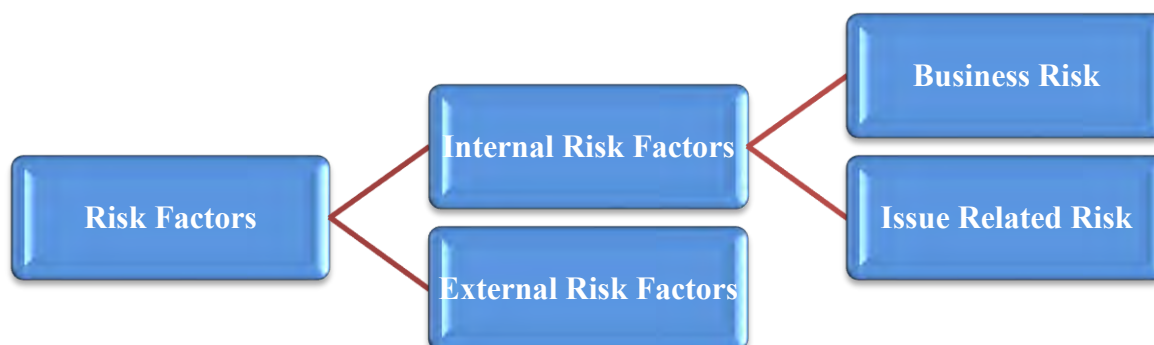 Risk Factors
Internal Risk Factors
External Risk Factors
Business Risk
Issue Related Risk